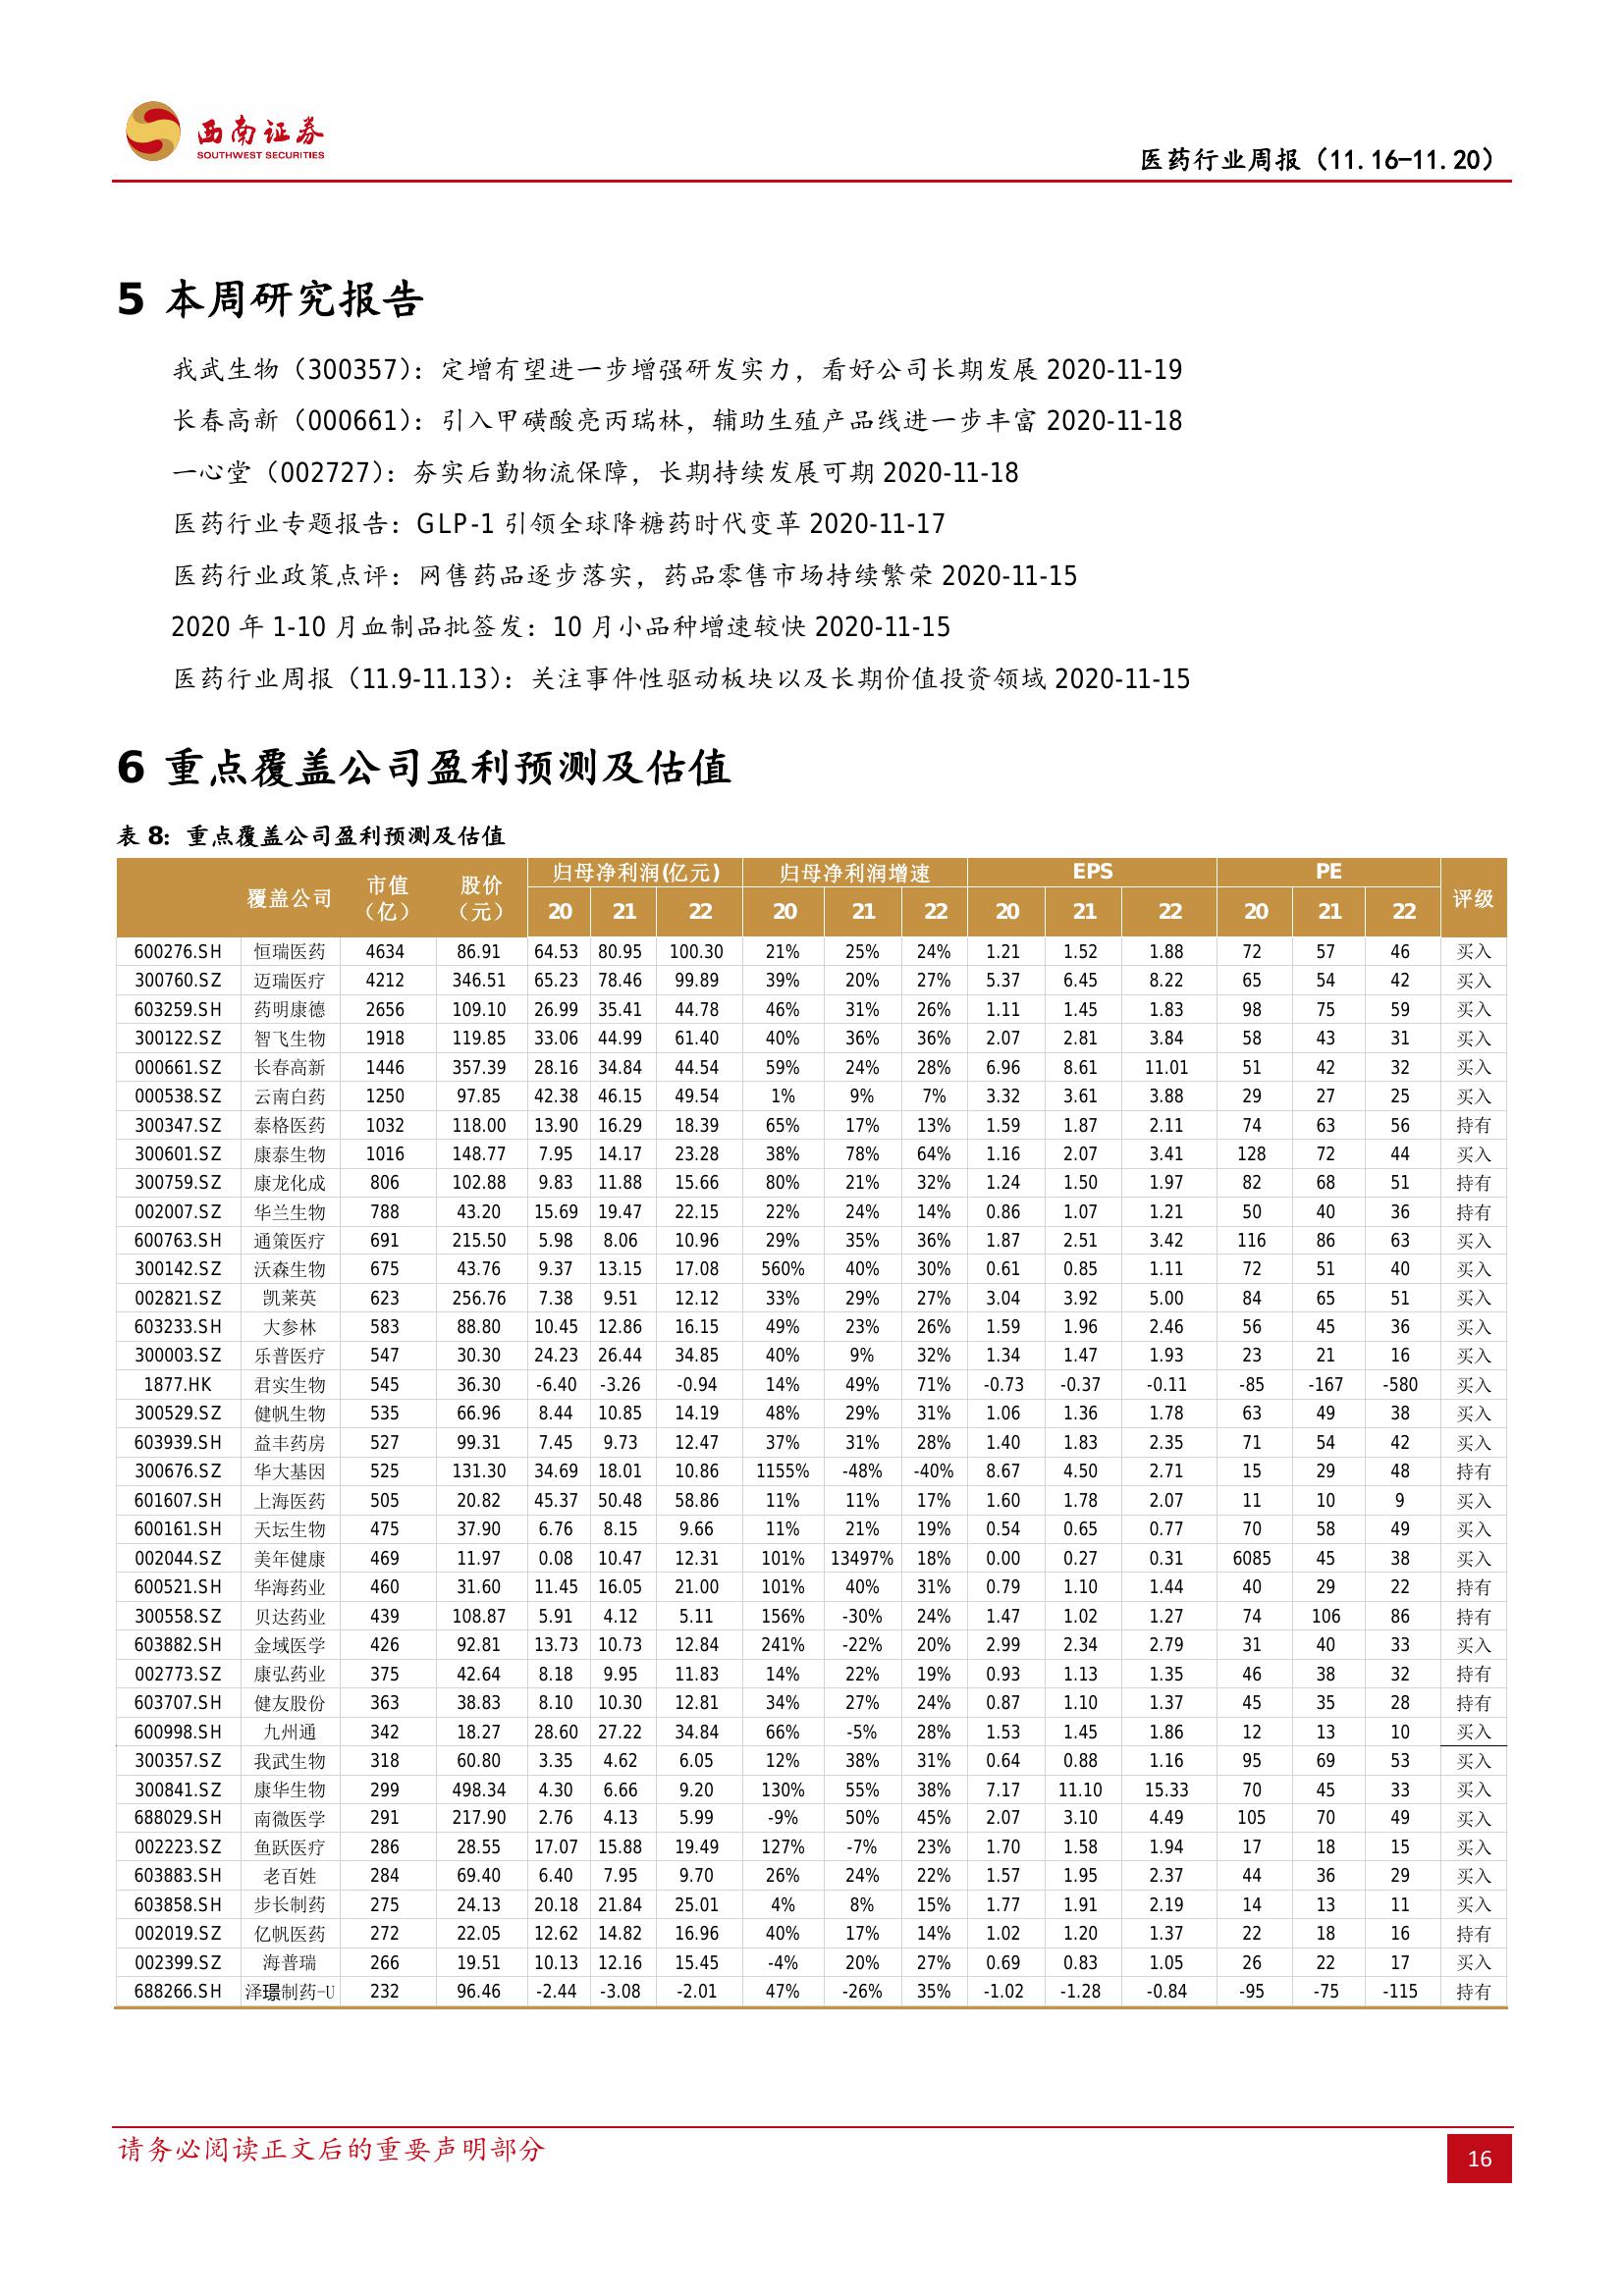 西南证券
SOUTHWEST SECURITIES
医药行业周报（11.16-11.20）
5 本周研究报告
我武生物（300357）：定增有望进一步增强研发实力，看好公司长期发展 2020-11-19
长春高新（000661）：引入甲磺酸亮丙瑞林，辅助生殖产品线进一步丰富 2020-11-18
一心堂（002727）：夯实后勤物流保障，长期持续发展可期 2020-11-18
医药行业专题报告：GLP-1 引领全球降糖药时代变革 2020-11-17
医药行业政策点评：网售药品逐步落实，药品零售市场持续繁荣 2020-11-15
2020 年 1-10 月血制品批签发：10 月小品种增速较快 2020-11-15
医药行业周报（11.9-11.13）：关注事件性驱动板块以及长期价值投资领域 2020-11-15
6 重点覆盖公司盈利预测及估值
表 8：重点覆盖公司盈利预测及估值
覆盖公司 市值（亿） 股价（元） 归母净利润(亿元) 归母净利润增速 EPS PE 评级
20 21 22 20 21 22 20 21 22 20 21 22
600276.SH 恒瑞医药 4634 86.91 64.53 80.95 100.30 21% 25% 24% 1.21 1.52 1.88 72 57 46 买入
300760.SZ 迈瑞医疗 4212 346.51 65.23 78.46 99.89 39% 20% 27% 5.37 6.45 8.22 65 54 42 买入
603259.SH 药明康德 2656 109.10 26.99 35.41 44.78 46% 31% 26% 1.11 1.45 1.83 98 75 59 买入
300122.SZ 智飞生物 1918 119.85 33.06 44.99 61.40 40% 36% 36% 2.07 2.81 3.84 58 43 31 买入
000661.SZ 长春高新 1446 357.39 28.16 34.84 44.54 59% 24% 28% 6.96 8.61 11.01 51 42 32 买入
000538.SZ 云南白药 1250 97.85 42.38 46.15 49.54 1% 9% 7% 3.32 3.61 3.88 29 27 25 买入
300347.SZ 泰格医药 1032 118.00 13.90 16.29 18.39 65% 17% 13% 1.59 1.87 2.11 74 63 56 持有
300601.SZ 康泰生物 1016 148.77 7.95 14.17 23.28 38% 78% 64% 1.16 2.07 3.41 128 72 44 买入
300759.SZ 康龙化成 806 102.88 9.83 11.88 15.66 80% 21% 32% 1.24 1.50 1.97 82 68 51 持有
002007.SZ 华兰生物 788 43.20 15.69 19.47 22.15 22% 24% 14% 0.86 1.07 1.21 50 40 36 持有
600763.SH 通策医疗 691 215.50 5.98 8.06 10.96 29% 35% 36% 1.87 2.51 3.42 116 86 63 买入
300142.SZ 沃森生物 675 43.76 9.37 13.15 17.08 560% 40% 30% 0.61 0.85 1.11 72 51 40 买入
002821.SZ 凯莱英 623 256.76 7.38 9.51 12.12 33% 29% 27% 3.04 3.92 5.00 84 65 51 买入
603233.SH 大参林 583 88.80 10.45 12.86 16.15 49% 23% 26% 1.59 1.96 2.46 56 45 36 买入
300003.SZ 乐普医疗 547 30.30 24.23 26.44 34.85 40% 9% 32% 1.34 1.47 1.93 23 21 16 买入
1877.HK 君实生物 545 36.30 -6.40 -3.26 -0.94 14% 49% 71% -0.73 -0.37 -0.11 -85 -167 -580 买入
300529.SZ 健帆生物 535 66.96 8.44 10.85 14.19 48% 29% 31% 1.06 1.36 1.78 63 49 38 买入
603939.SH 益丰药房 527 99.31 7.45 9.73 12.47 37% 31% 28% 1.40 1.83 2.35 71 54 42 买入
300676.SZ 华大基因 525 131.30 34.69 18.01 10.86 1155% -48% -40% 8.67 4.50 2.71 15 29 48 持有
601607.SH 上海医药 505 20.82 45.37 50.48 58.86 11% 11% 17% 1.60 1.78 2.07 11 10 9 买入
600161.SH 天坛生物 475 37.90 6.76 8.15 9.66 11% 21% 19% 0.54 0.65 0.77 70 58 49 买入
002044.SZ 美年健康 469 11.97 0.08 10.47 12.31 101% 13497% 18% 0.00 0.27 0.31 6085 45 38 买入
600521.SH 华海药业 460 31.60 11.45 16.05 21.00 101% 40% 31% 0.79 1.10 1.44 40 29 22 持有
300558.SZ 贝达药业 439 108.87 5.91 4.12 5.11 156% -30% 24% 1.47 1.02 1.27 74 106 86 持有
603882.SH 金域医学 426 92.81 13.73 10.73 12.84 241% -22% 20% 2.99 2.34 2.79 31 40 33 买入
002773.SZ 康弘药业 375 42.64 8.18 9.95 11.83 14% 22% 19% 0.93 1.13 1.35 46 38 32 持有
603707.SH 健友股份 363 38.83 8.10 10.30 12.81 34% 27% 24% 0.87 1.10 1.37 45 35 28 持有
600998.SH 九州通 342 18.27 28.60 27.22 34.84 66% -5% 28% 1.53 1.45 1.86 12 13 10 买入
300357.SZ 我武生物 318 60.80 3.35 4.62 6.05 12% 38% 31% 0.64 0.88 1.16 95 69 53 买入
300841.SZ 康华生物 299 498.34 4.30 6.66 9.20 130% 55% 38% 7.17 11.10 15.33 70 45 33 买入
688029.SH 南微医学 291 217.90 2.76 4.13 5.99 -9% 50% 45% 2.07 3.10 4.49 105 70 49 买入
002223.SZ 鱼跃医疗 286 28.55 17.07 15.88 19.49 127% -7% 23% 1.70 1.58 1.94 17 18 15 买入
603883.SH 老百姓 284 69.40 6.40 7.95 9.70 26% 24% 22% 1.57 1.95 2.37 44 36 29 买入
603858.SH 步长制药 275 24.13 20.18 21.84 25.01 4% 8% 15% 1.77 1.91 2.19 14 13 11 买入
002019.SZ 亿帆医药 272 22.05 12.62 14.82 16.96 40% 17% 14% 1.02 1.20 1.37 22 18 16 持有
002399.SZ 海普瑞 266 19.51 10.13 12.16 15.45 -4% 20% 27% 0.69 0.83 1.05 26 22 17 买入
688266.SH 泽璟制药-U 232 96.46 -2.44 -3.08 -2.01 47% -26% 35% -1.02 -1.28 -0.84 -95 -75 -115 持有
请务必阅读正文后的重要声明部分
16